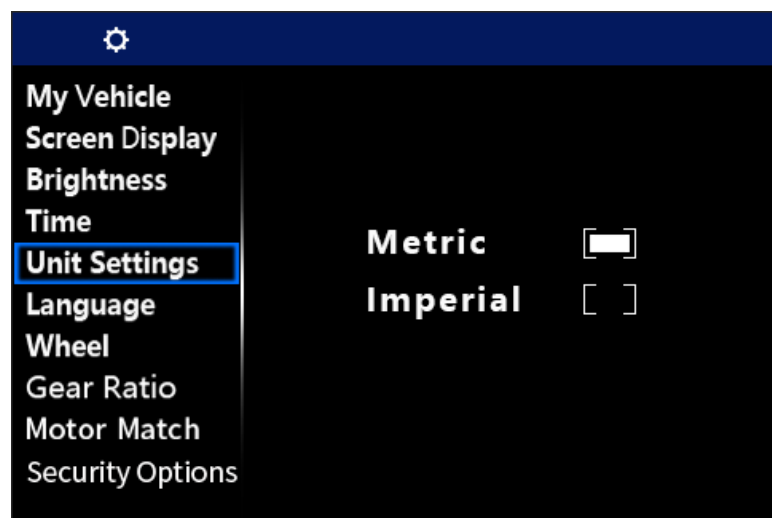 My Vehicle
Screen Display
Brightness
Time
Unit Settings
Language
Wheel
Gear Ratio
Motor Match
Security Options
Metric
Imperial